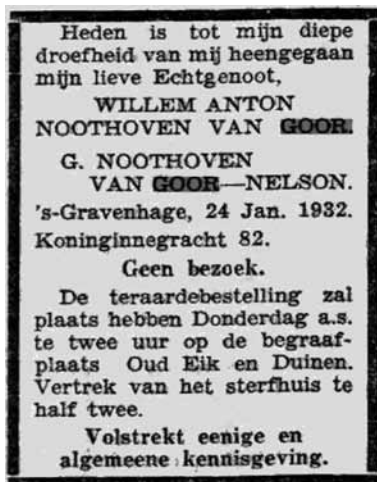 Heden is tot mijn diepe
droefheid van mij heengegaan
mijn lieve Echtgenoot,
WILLEM ANTON
NOOTHOVEN VAN GOOR.
G. NOOTHOVEN
VAN GOOR—NELSON.
's-Gravenhage, 24 Jan. 1932.
Koninginnegracht 82.
Geen bezoek.
De teraardebestelling zal
plaats hebben Donderdag a.s.
te twee uur op de begraaf-
plaats Oud Eik en Duinen.
Vertrek van het sterfhuis te
half twee.
Volstrekt eenige en
algemeene kennisgeving.